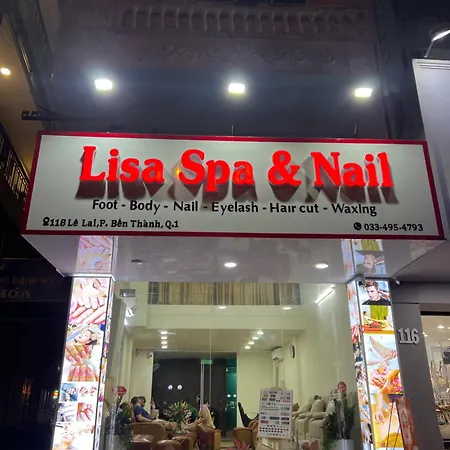 Lisa Spa & Nail
Foot - Body - Nail - Eyelash - Hair cut - Waxing
118 Lê Lai, P. Bến Thành, Q.1
033-495-4793
116